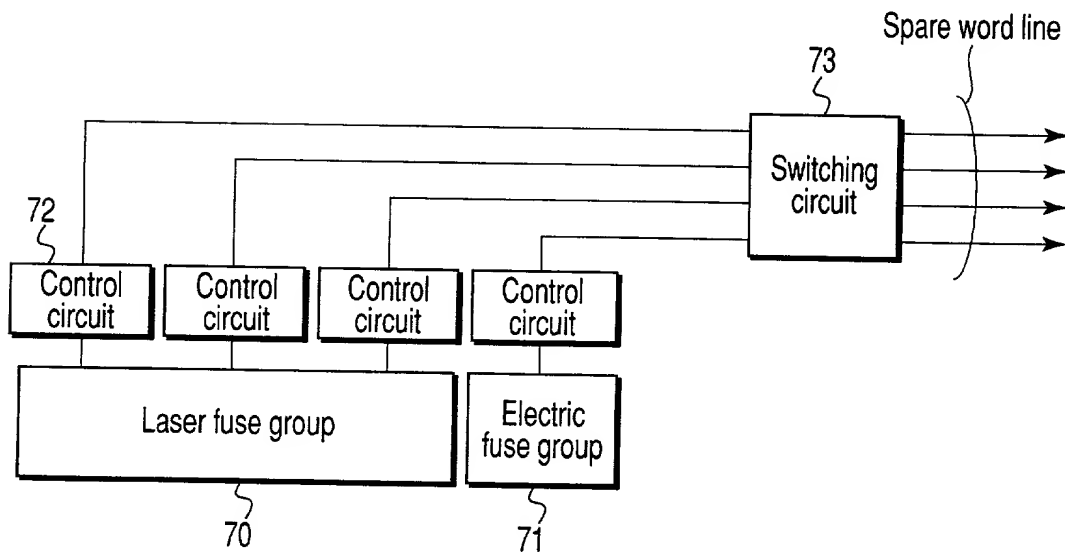 Spare word line
73
Switching
circuit
72
Control
circuit
Control
circuit
Control
circuit
Control
circuit
Laser fuse group
Electric
fuse group
70
71